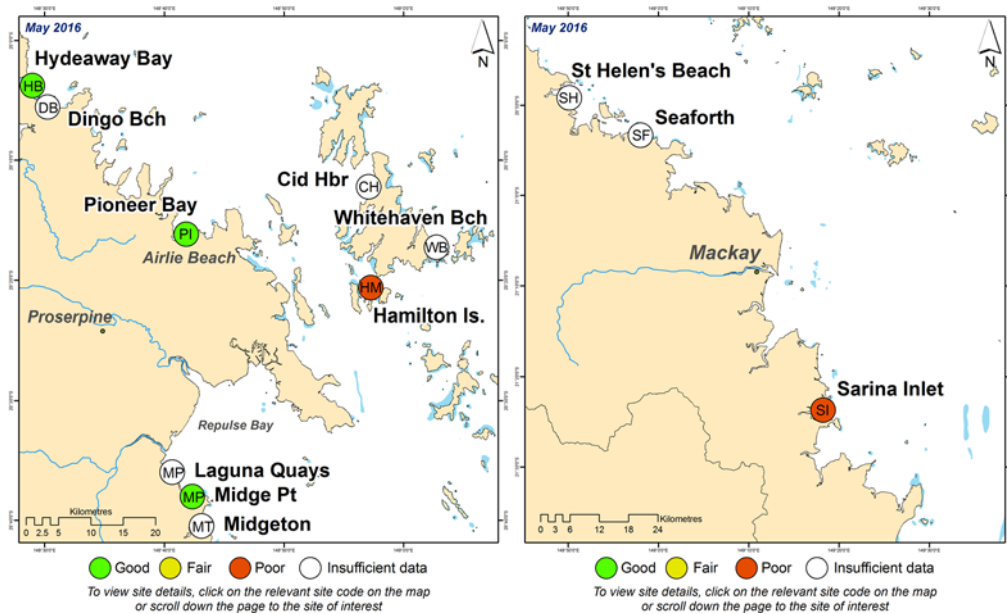 May 2016
N
Hydeaway Bay
HB
DB
Dingo Bch
Cid Hbr
CH
Pioneer Bay
Whitehaven Bch
PI
WB
Airlie Beach
HM
Hamilton Is.
Proserpine
Repulse Bay
MP
Laguna Quays
MP
Midge Pt
MT
Midgeton
Kilometres
0 2.5 5 10 15 20
Good
Fair
Poor
Insufficient data
To view site details, click on the relevant site code on the map
or scroll down the page to the site of interest
May 2016
N
St Helen's Beach
SH
Seaforth
SF
Mackay
Sarina Inlet
SI
Kilometres
0 3 6 12 18 24
Good
Fair
Poor
Insufficient data
To view site details, click on the relevant site code on the map
or scroll down the page to the site of interest